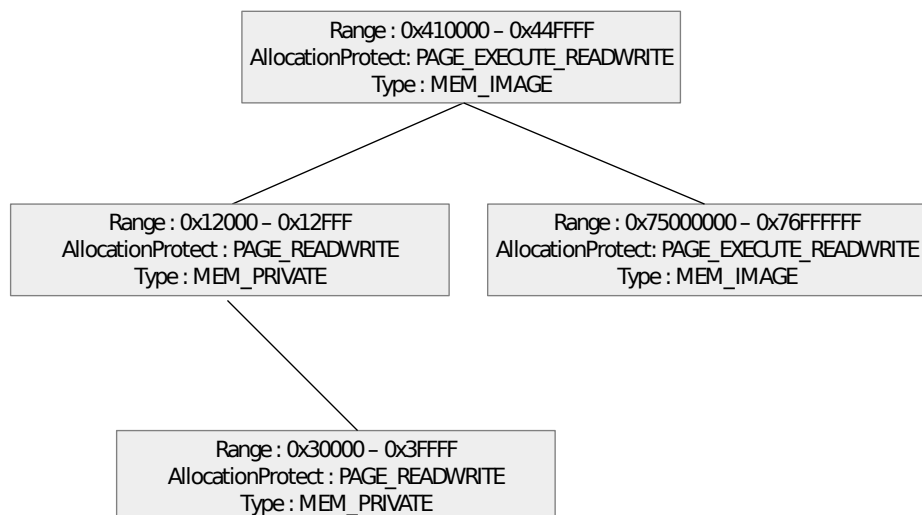 Range : 0x410000 – 0x44FFFF
AllocationProtect: PAGE_EXECUTE_READWRITE
Type : MEM_IMAGE
Range : 0x12000 – 0x12FFF
AllocationProtect : PAGE_READWRITE
Type : MEM_PRIVATE
Range : 0x75000000 – 0x76FFFFFF
AllocationProtect: PAGE_EXECUTE_READWRITE
Type : MEM_IMAGE
Range : 0x30000 – 0x3FFFF
AllocationProtect : PAGE_READWRITE
Type : MEM_PRIVATE